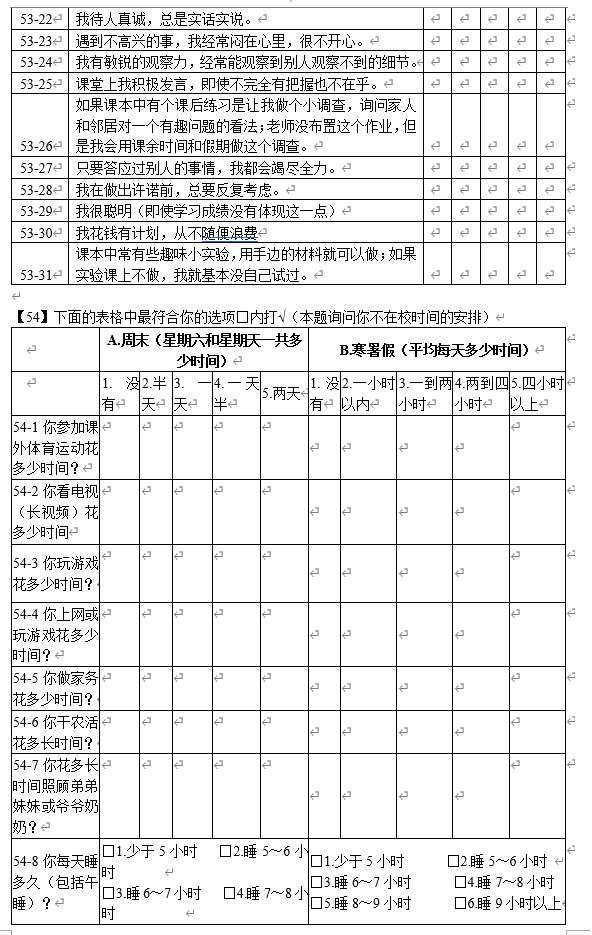 53-22 我待人真诚，总是实话实说。
53-23 遇到不高兴的事，我经常闷在心里，很不开心。
53-24 我有敏锐的观察力，经常能观察到别人观察不到的细节。
53-25 课堂上我积极发言，即使不完全有把握也不在乎。
如果课本中有个课后练习是让我做个小调查，询问家人
和邻居对一个有趣问题的看法；老师没布置这个作业，但
53-26 是我会用课余时间和假期做这个调查。
53-27 只要答应过别人的事情，我都会竭尽全力。
53-28 我在做出许诺前，总要反复考虑。
53-29 我很聪明（即使学习成绩没有体现这一点）
53-30 我花钱有计划，从不随便浪费
课本中常有些趣味小实验，用手边的材料就可以做；如果
53-31 实验课上不做，我就基本没自己试过。
【54】下面的表格中最符合你的选项口内打√（本题询问你不在校时间的安排）
A.周末（星期六和星期天一共多
少时间）
B.寒暑假（平均每天多少时间）
1. 没 2.半 3. 一 4.一天 5.两天 1. 没 2.一小时 3.一到两 4.两到四 5.四小时
有 天 天 半 有 以内 小时 小时 以上
54-1 你参加课
外体育运动花
多少时间？
54-2 你看电视
（长视频）花
多少时间
54-3 你玩游戏
花多少时间？
54-4 你上网或
玩游戏花多少
时间？
54-5 你做家务
花多少时间？
54-6 你干农活
花多长时间？
54-7 你花多长
时间照顾弟弟
妹妹或爷爷奶
奶？
54-8 你每天睡
多久（包括午
睡）？
□1.少于 5 小时 □2.睡 5～6 小
时
□3.睡 6～7 小时 □4.睡 7～8 小
时
□1.少于 5 小时 □2.睡 5～6 小时
□3.睡 6～7 小时 □4.睡 7～8 小时
□5.睡 8～9 小时 □6.睡 9 小时以上